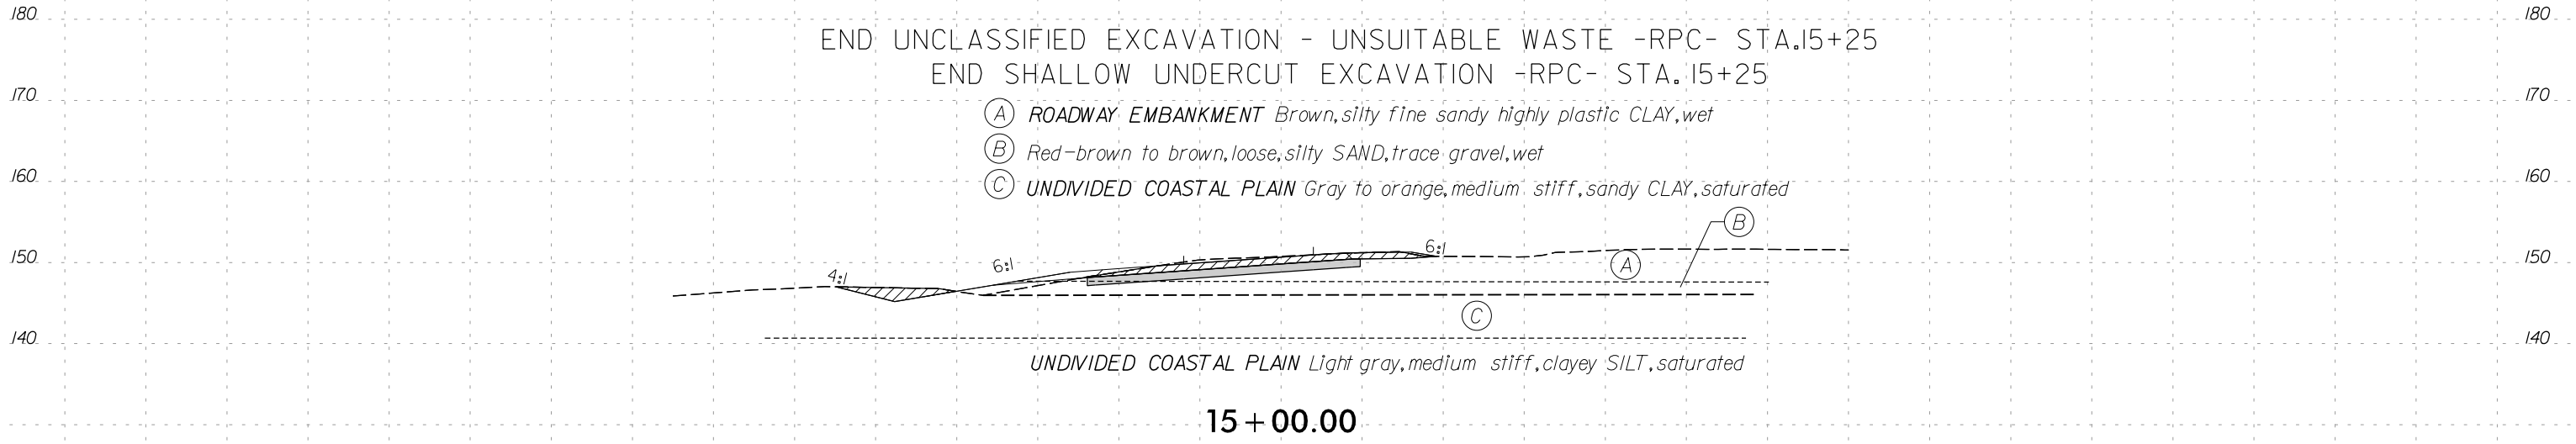 180 180
END UNCLASSIFIED EXCAVATION - UNSUITABLE WASTE -RPC- STA.15+25
END SHALLOW UNDERCUT EXCAVATION -RPC- STA. 15+25
170 170
A ROADWAY EMBANKMENT Brown, silty fine sandy highly plastic CLAY, wet
B Red-brown to brown, loose, silty SAND, trace gravel, wet
160 160
C UNDIVIDED COASTAL PLAIN Gray to orange, medium stiff, sandy CLAY, saturated
B
6:1
150 150
6:1
A
4:1
C
140 140
UNDIVIDED COASTAL PLAIN Light gray, medium stiff, clayey SILT, saturated
15+00.00